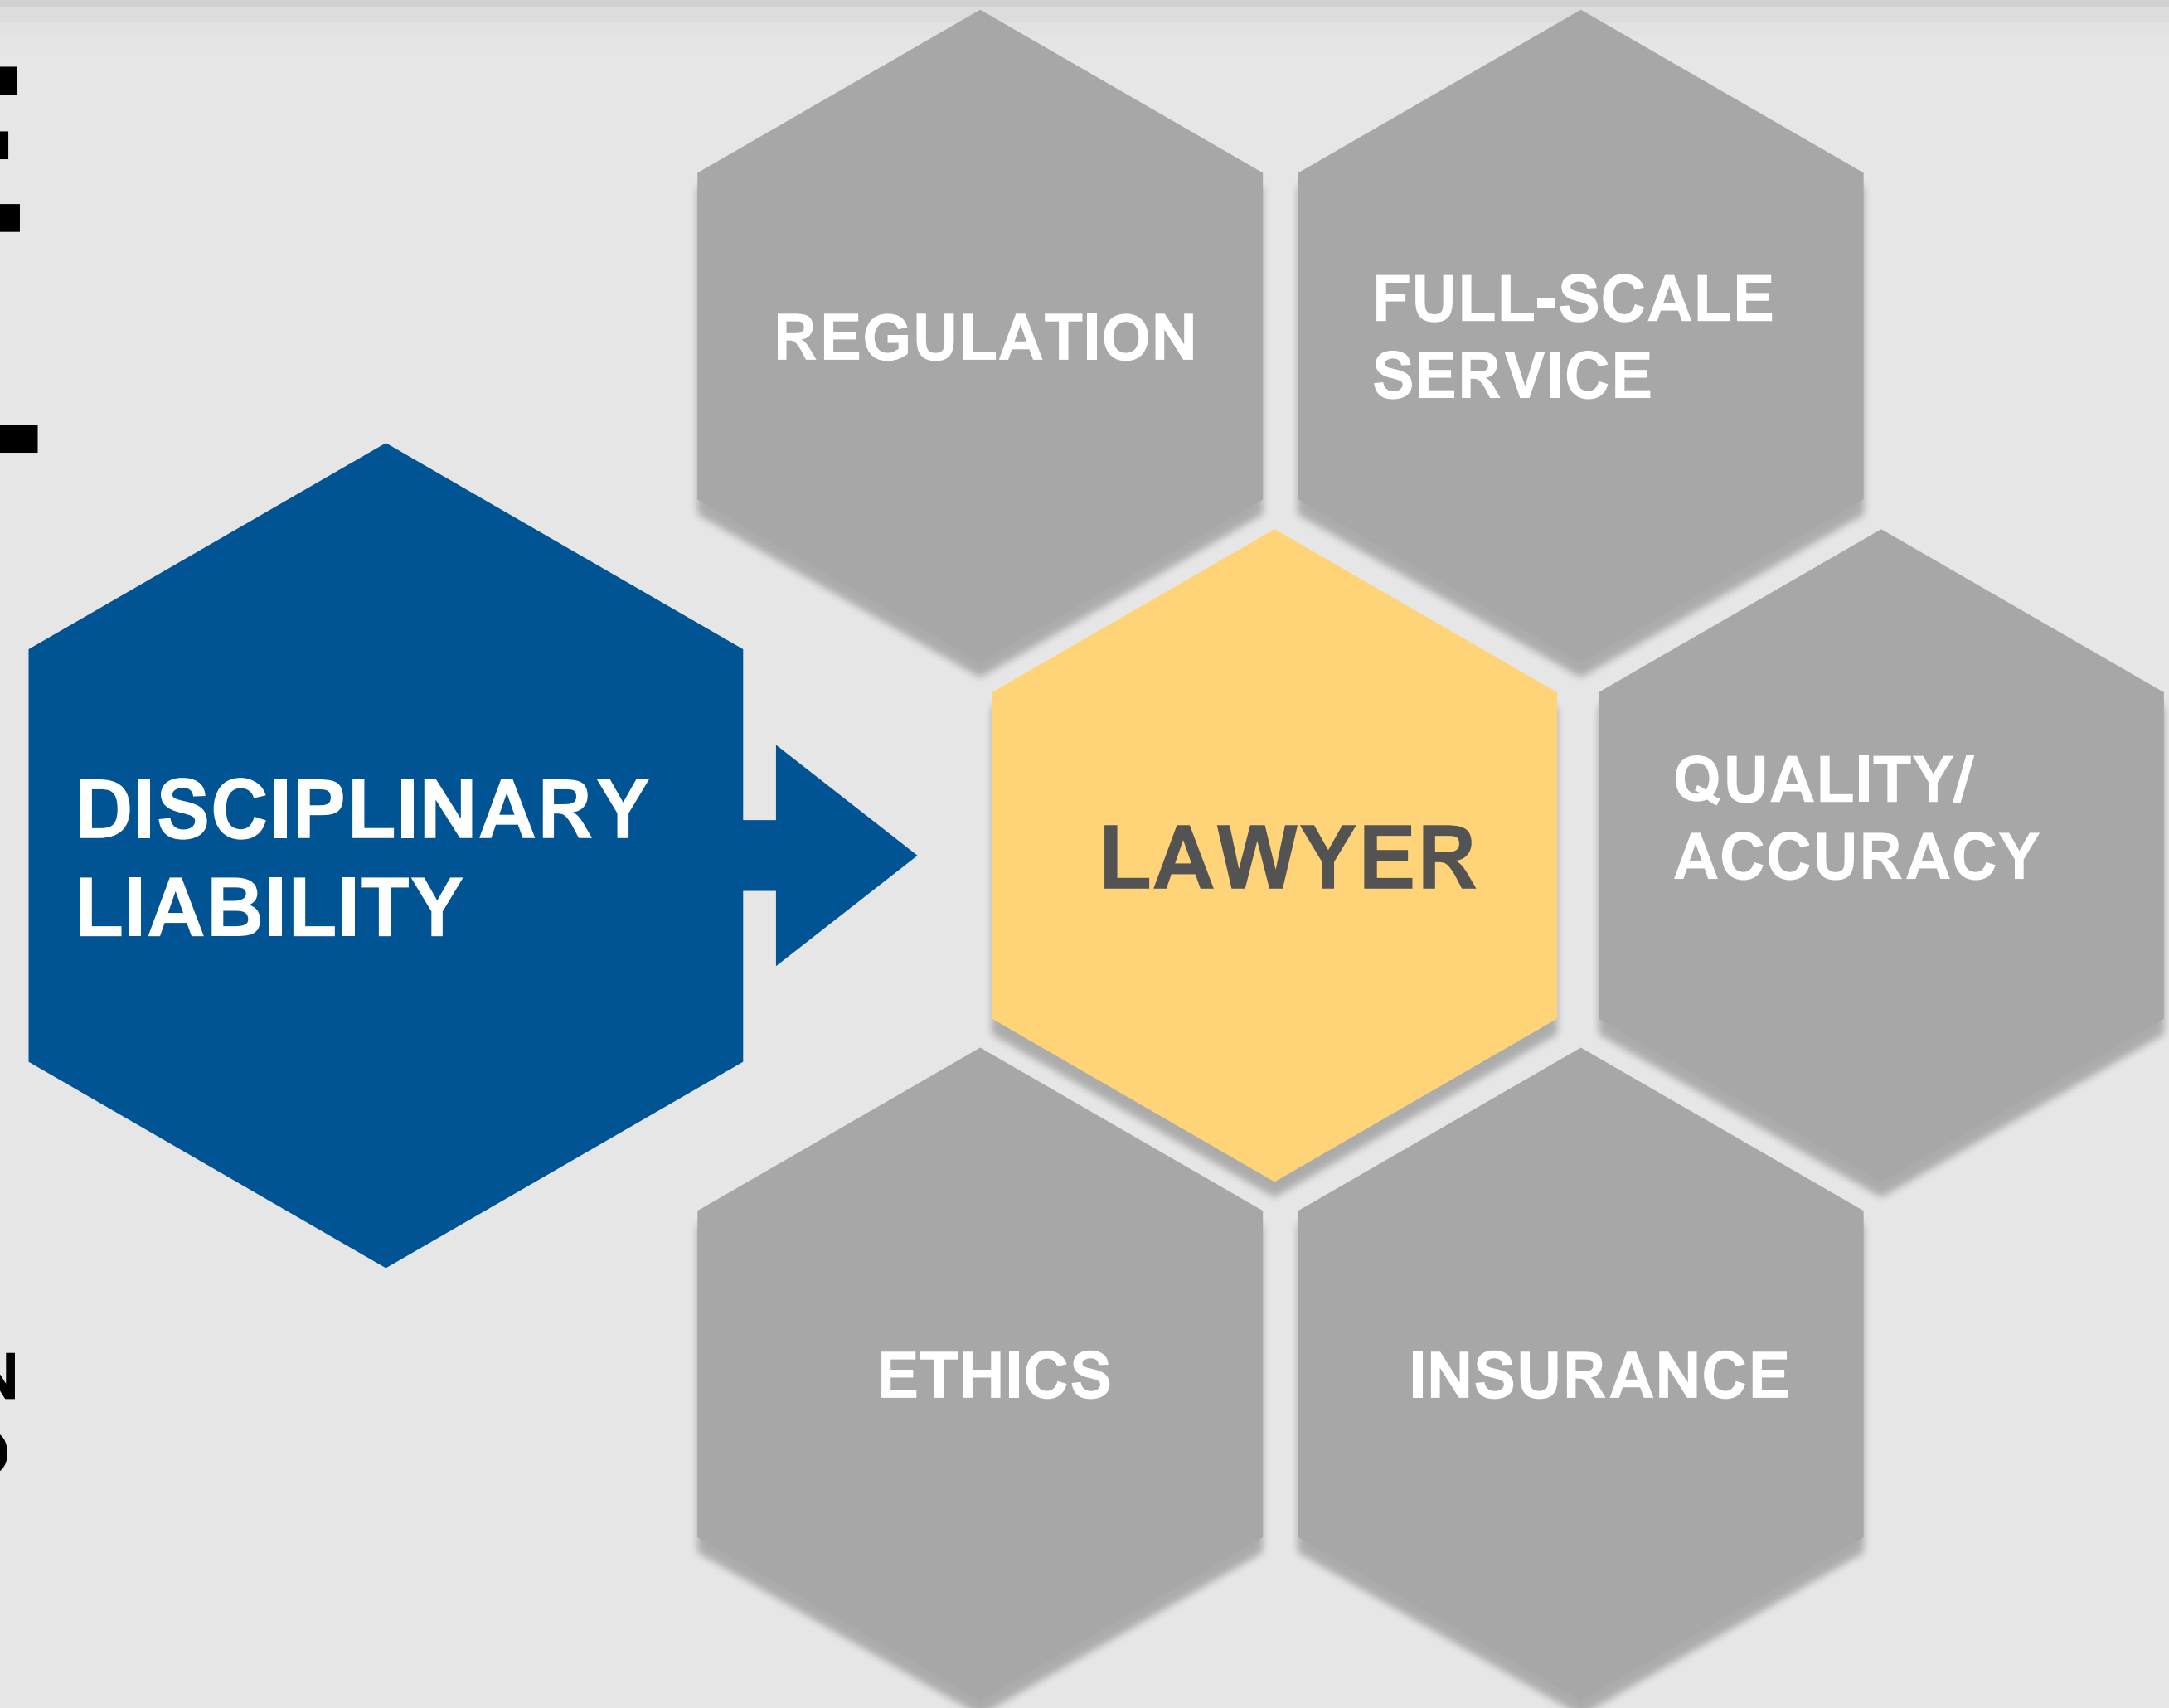 REGULATION
FULL-SCALE
SERVICE
DISCIPLINARY
LIABILITY
LAWYER
QUALITY/
ACCURACY
ETHICS
INSURANCE